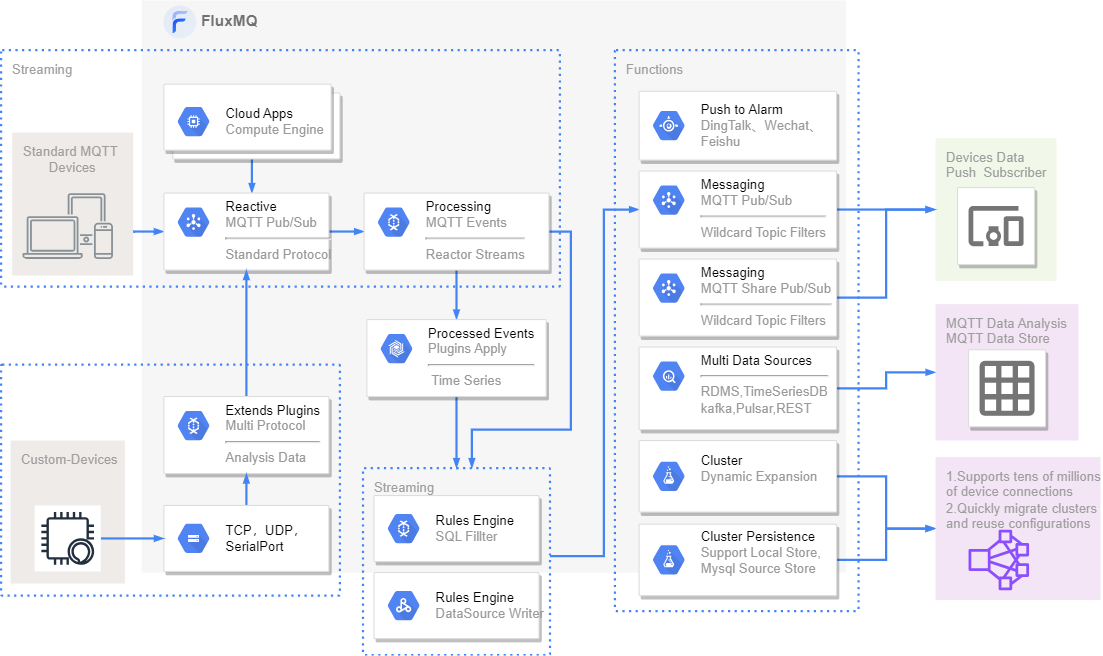 FluxMQ
Streaming
Cloud Apps
Compute Engine
Standard MQTT
Devices
Reactive
MQTT Pub/Sub
Standard Protocol
Processing
MQTT Events
Reactor Streams
Processed Events
Plugins Apply
Time Series
Extends Plugins
Multi Protocol
Analysis Data
Custom-Devices
TCP，UDP，
SerialPort
Streaming
Rules Engine
SQL Fillter
Rules Engine
DataSource Writer
Functions
Push to Alarm
DingTalk、Wechat、
Feishu
Messaging
MQTT Pub/Sub
Wildcard Topic Filters
Messaging
MQTT Share Pub/Sub
Wildcard Topic Filters
Multi Data Sources
RDMS,TimeSeriesDB
kafka,Pulsar,REST
Cluster
Dynamic Expansion
Cluster Persistence
Support Local Store,
Mysql Source Store
Devices Data
Push Subscriber
MQTT Data Analysis
MQTT Data Store
1.Supports tens of millions
of device connections
2.Quickly migrate clusters
and reuse configurations